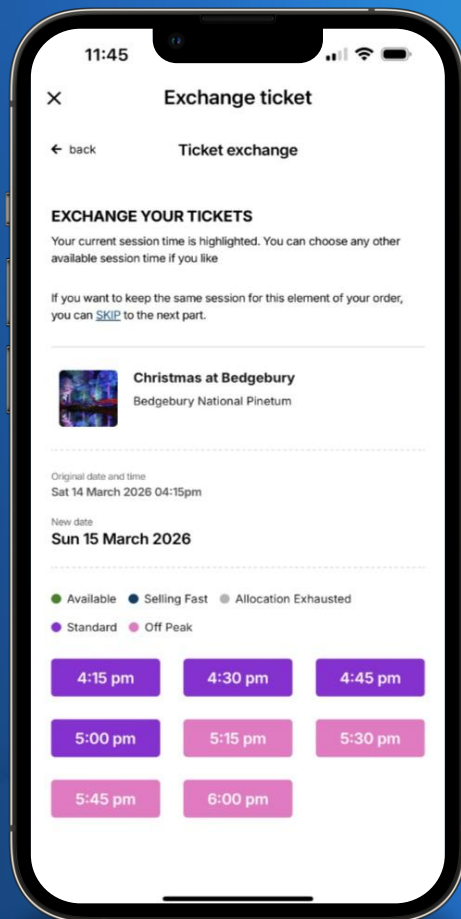 11:45
Exchange ticket
back
Ticket exchange
EXCHANGE YOUR TICKETS
Your current session time is highlighted. You can choose any other
available session time if you like
If you want to keep the same session for this element of your order,
you can SKIP to the next part.
Christmas at Bedgebury
Bedgebury National Pinetum
Original date and time
Sat 14 March 2026 04:15pm
New date
Sun 15 March 2026
Available Selling Fast Allocation Exhausted
Standard Off Peak
4:15 pm 4:30 pm 4:45 pm
5:00 pm 5:15 pm 5:30 pm
5:45 pm 6:00 pm